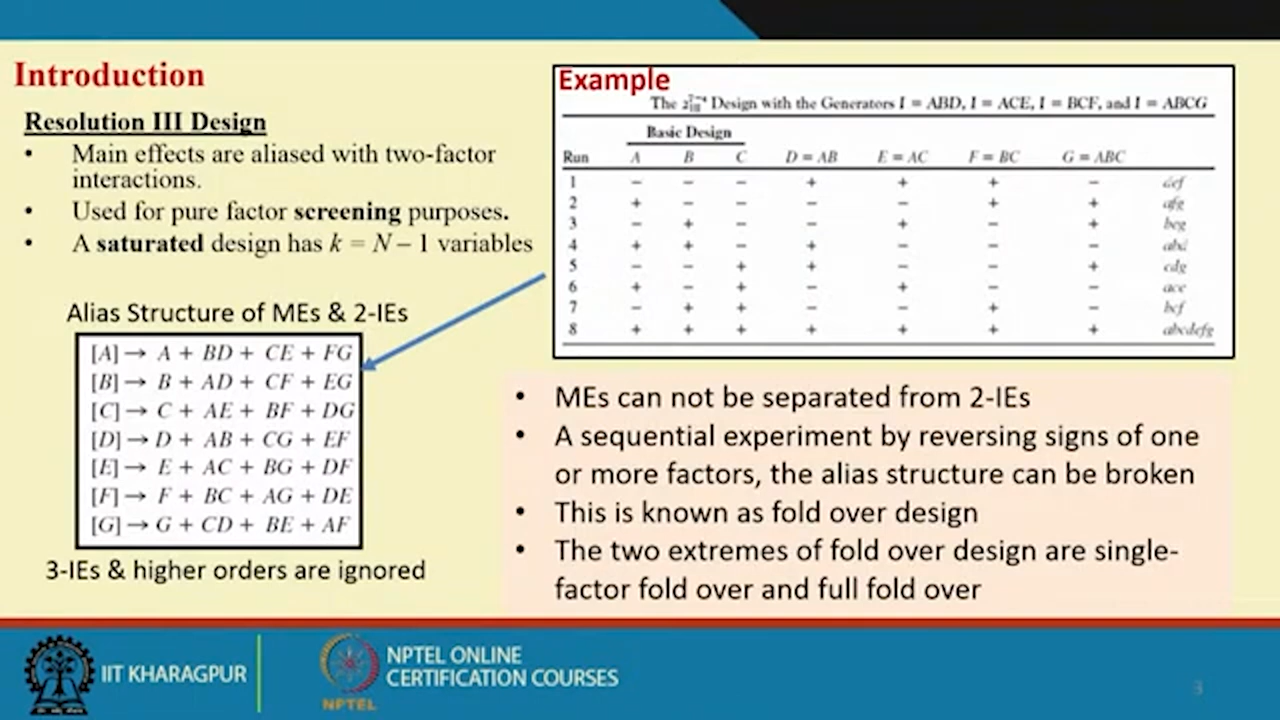 Introduction
Resolution III Design
• Main effects are aliased with two-factor
interactions.
• Used for pure factor screening purposes.
• A saturated design has k = N – 1 variables
Alias Structure of MEs & 2-IEs
[A] → A + BD + CE + FG
[B] → B + AD + CF + EG
[C] → C + AE + BF + DG
[D] → D + AB + CG + EF
[E] → E + AC + BG + DF
[F] → F + BC + AG + DE
[G] → G + CD + BE + AF
3-IEs & higher orders are ignored
Example
The 2 Design with the Generators I = ABD, I = ACE, I = BCF, and I = ABCG
Basic Design
Run A B C D = AB E = AC F = BC G = ABC
1 – – – + + + – def
2 + – – – – + + afg
3 – + – – + – + beg
4 + + – + – – – abd
5 – – + + – – + cdg
6 + – + – + – – ace
7 – + + – – + – bcf
8 + + + + + + + abcdefg
• MEs can not be separated from 2-IEs
• A sequential experiment by reversing signs of one
or more factors, the alias structure can be broken
• This is known as fold over design
• The two extremes of fold over design are single-
factor fold over and full fold over
IIT KHARAGPUR
NPTEL
NPTEL ONLINE
CERTIFICATION COURSES
3